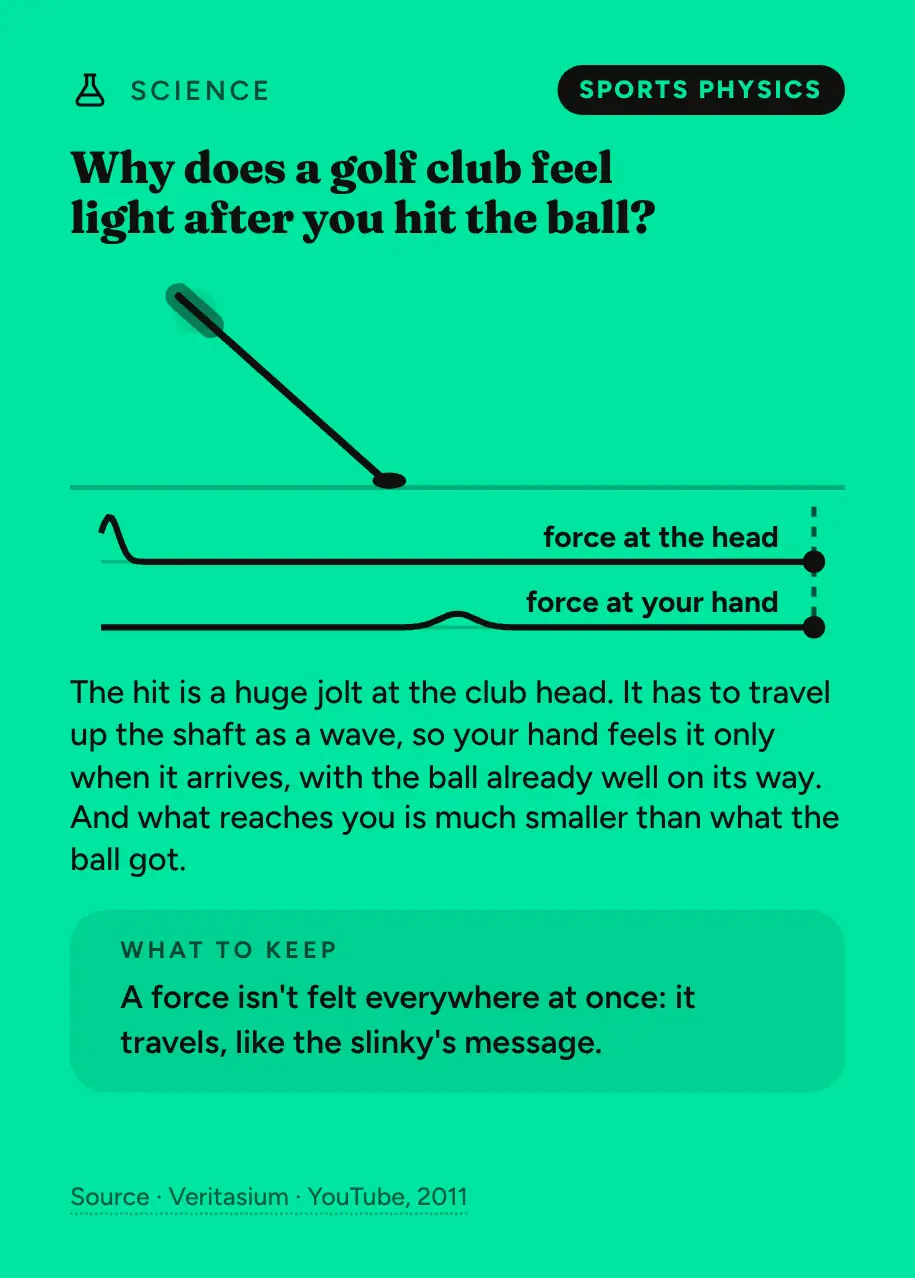 SCIENCE
SPORTS PHYSICS
Why does a golf club feel
light after you hit the ball?
force at the head
force at your hand
The hit is a huge jolt at the club head. It has to travel
up the shaft as a wave, so your hand feels it only
when it arrives, with the ball already well on its way.
And what reaches you is much smaller than what the
ball got.
WHAT TO KEEP
A force isn't felt everywhere at once: it
travels, like the slinky's message.
Source · Veritasium · YouTube, 2011